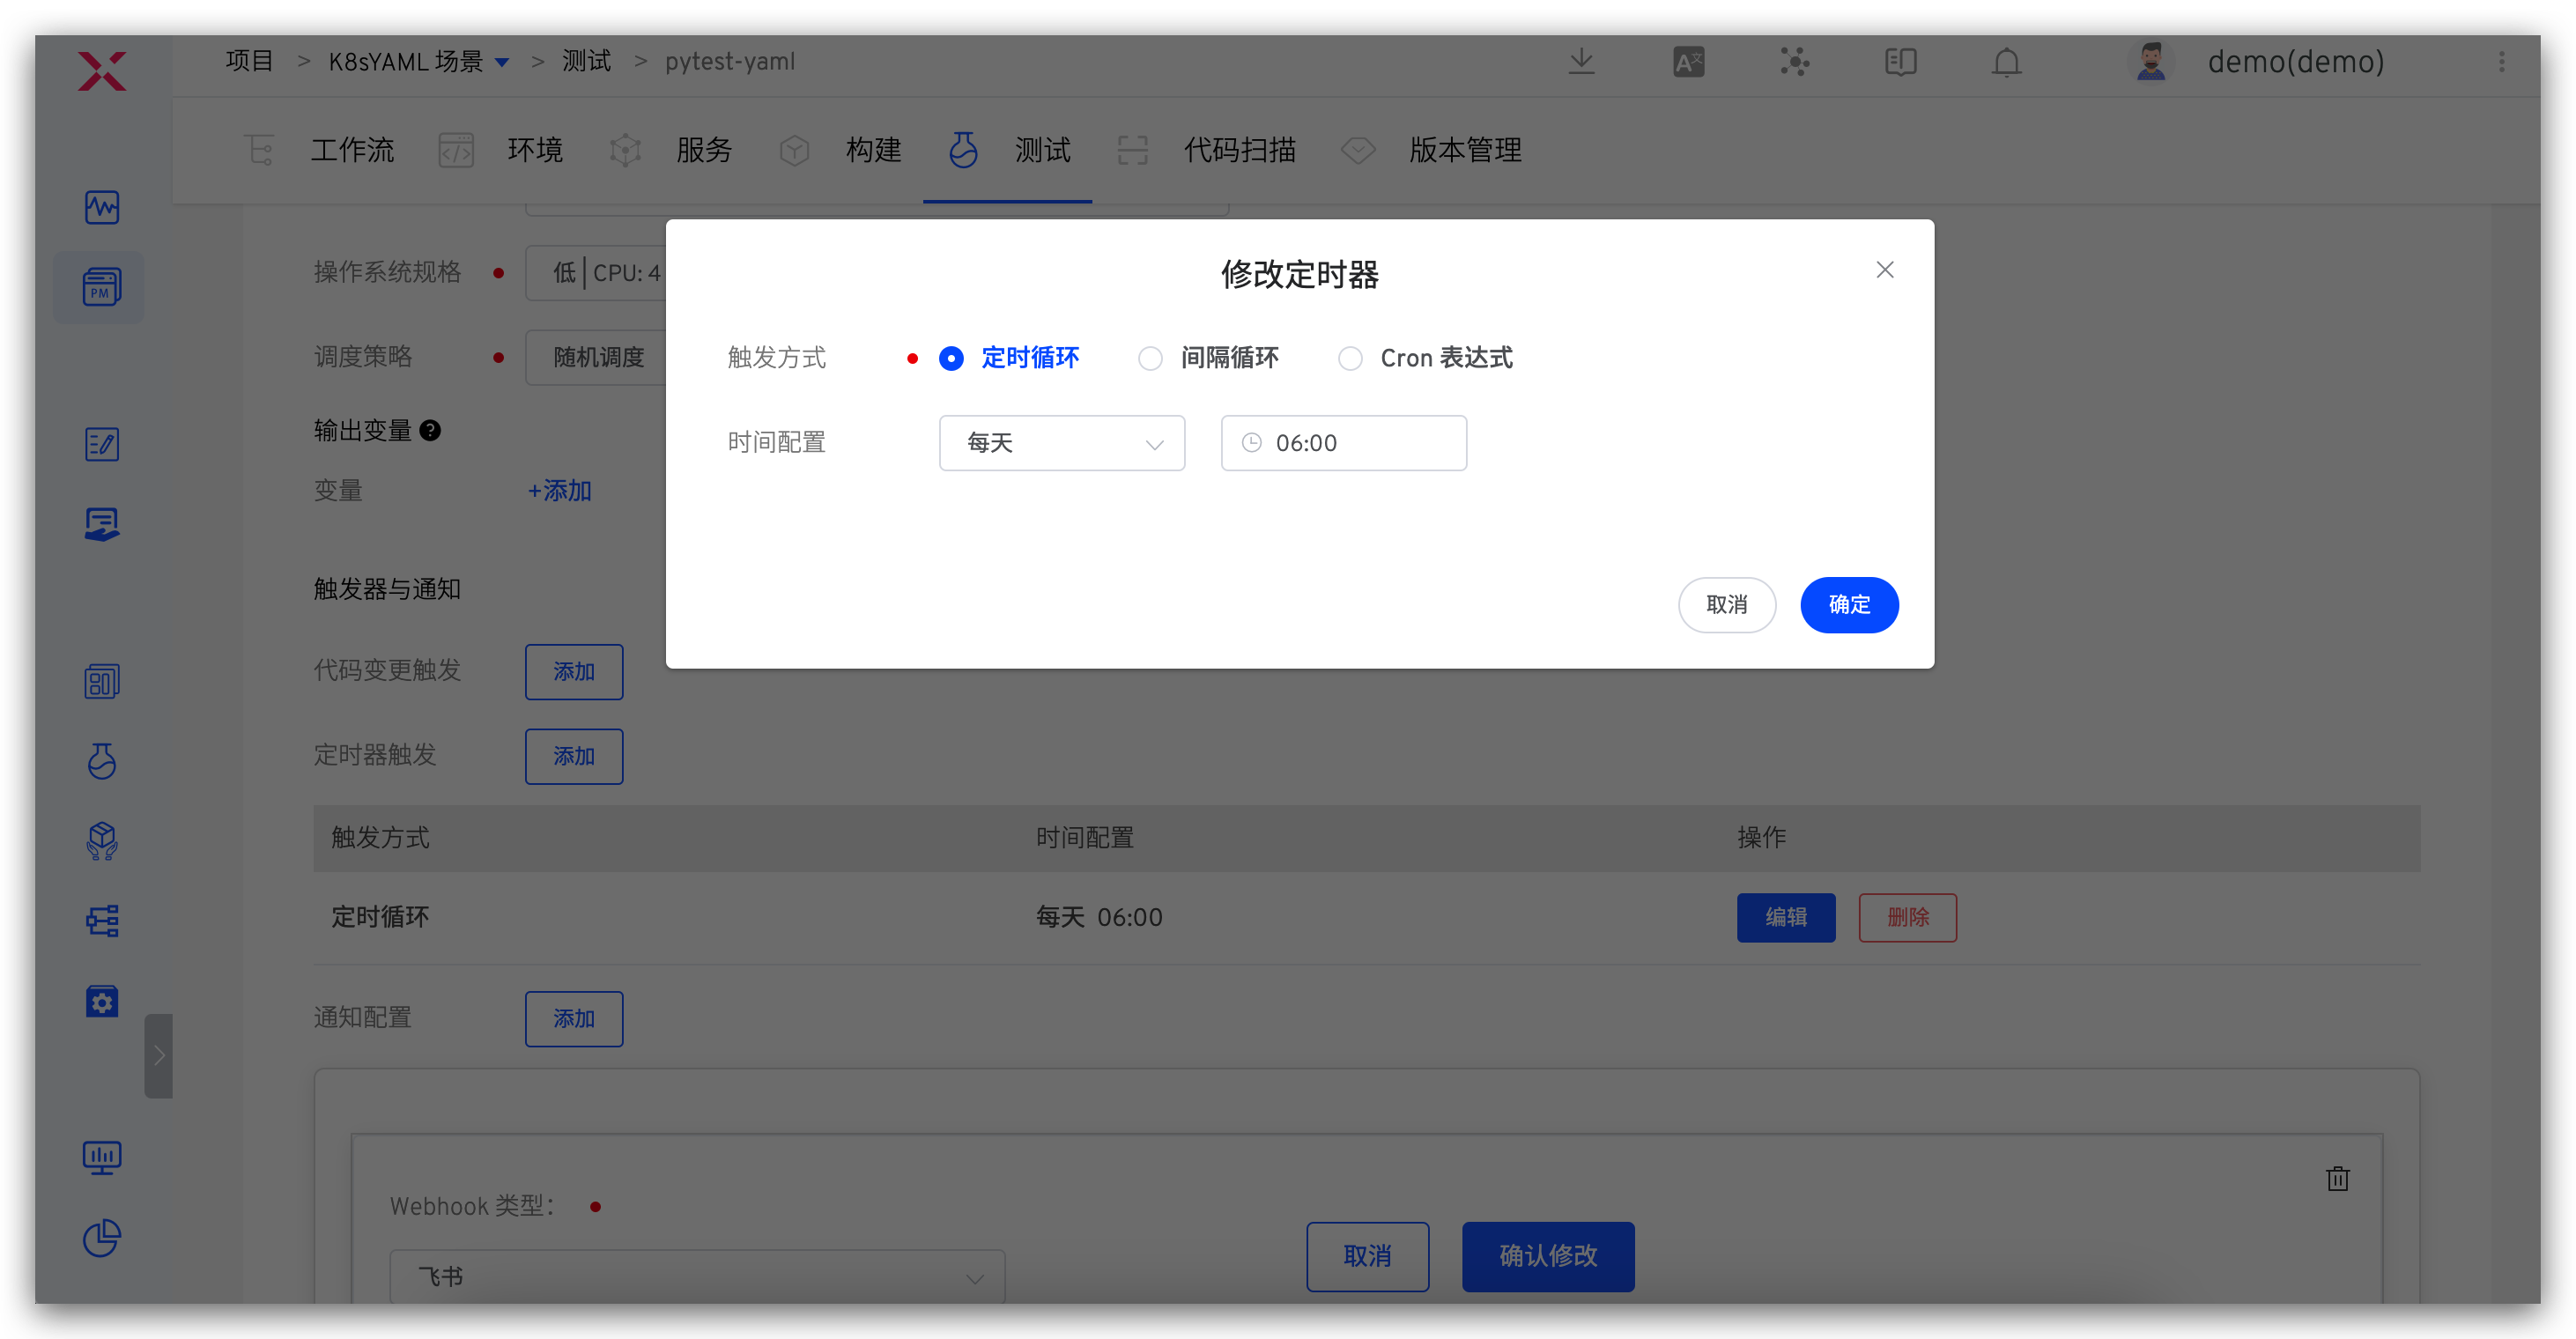 项目 > K8sYAML 场景 > 测试 > pytest-yaml
demo(demo)
工作流 环境 服务 构建 测试 代码扫描 版本管理
PM
操作系统规格 低 | CPU: 4
调度策略 随机调度
输出变量
变量 +添加
触发器与通知
代码变更触发 添加
定时器触发 添加
触发方式 时间配置 操作
定时循环 每天 06:00 编辑 删除
通知配置 添加
Webhook 类型：
飞书
取消 确认修改
修改定时器
触发方式 定时循环 间隔循环 Cron 表达式
时间配置 每天 06:00
取消 确定